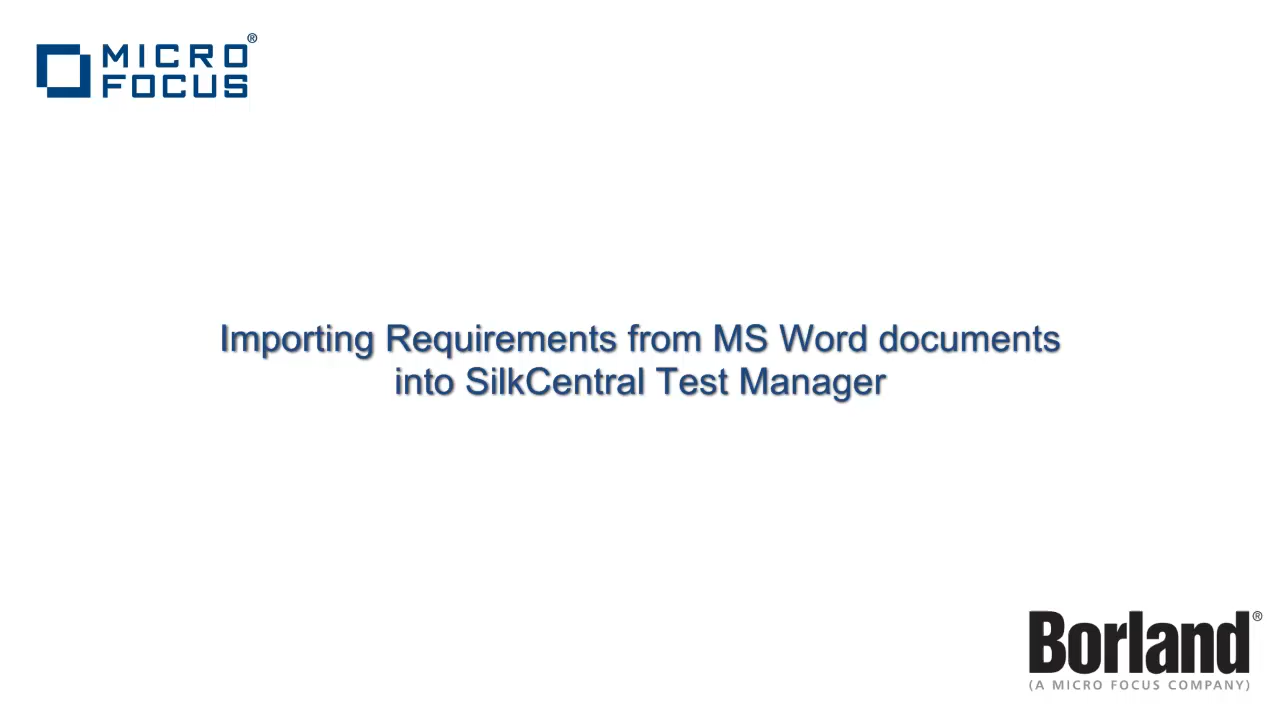 MICRO
FOCUS®
Importing Requirements from MS Word documents
into SilkCentral Test Manager
Borland®
(A MICRO FOCUS COMPANY)